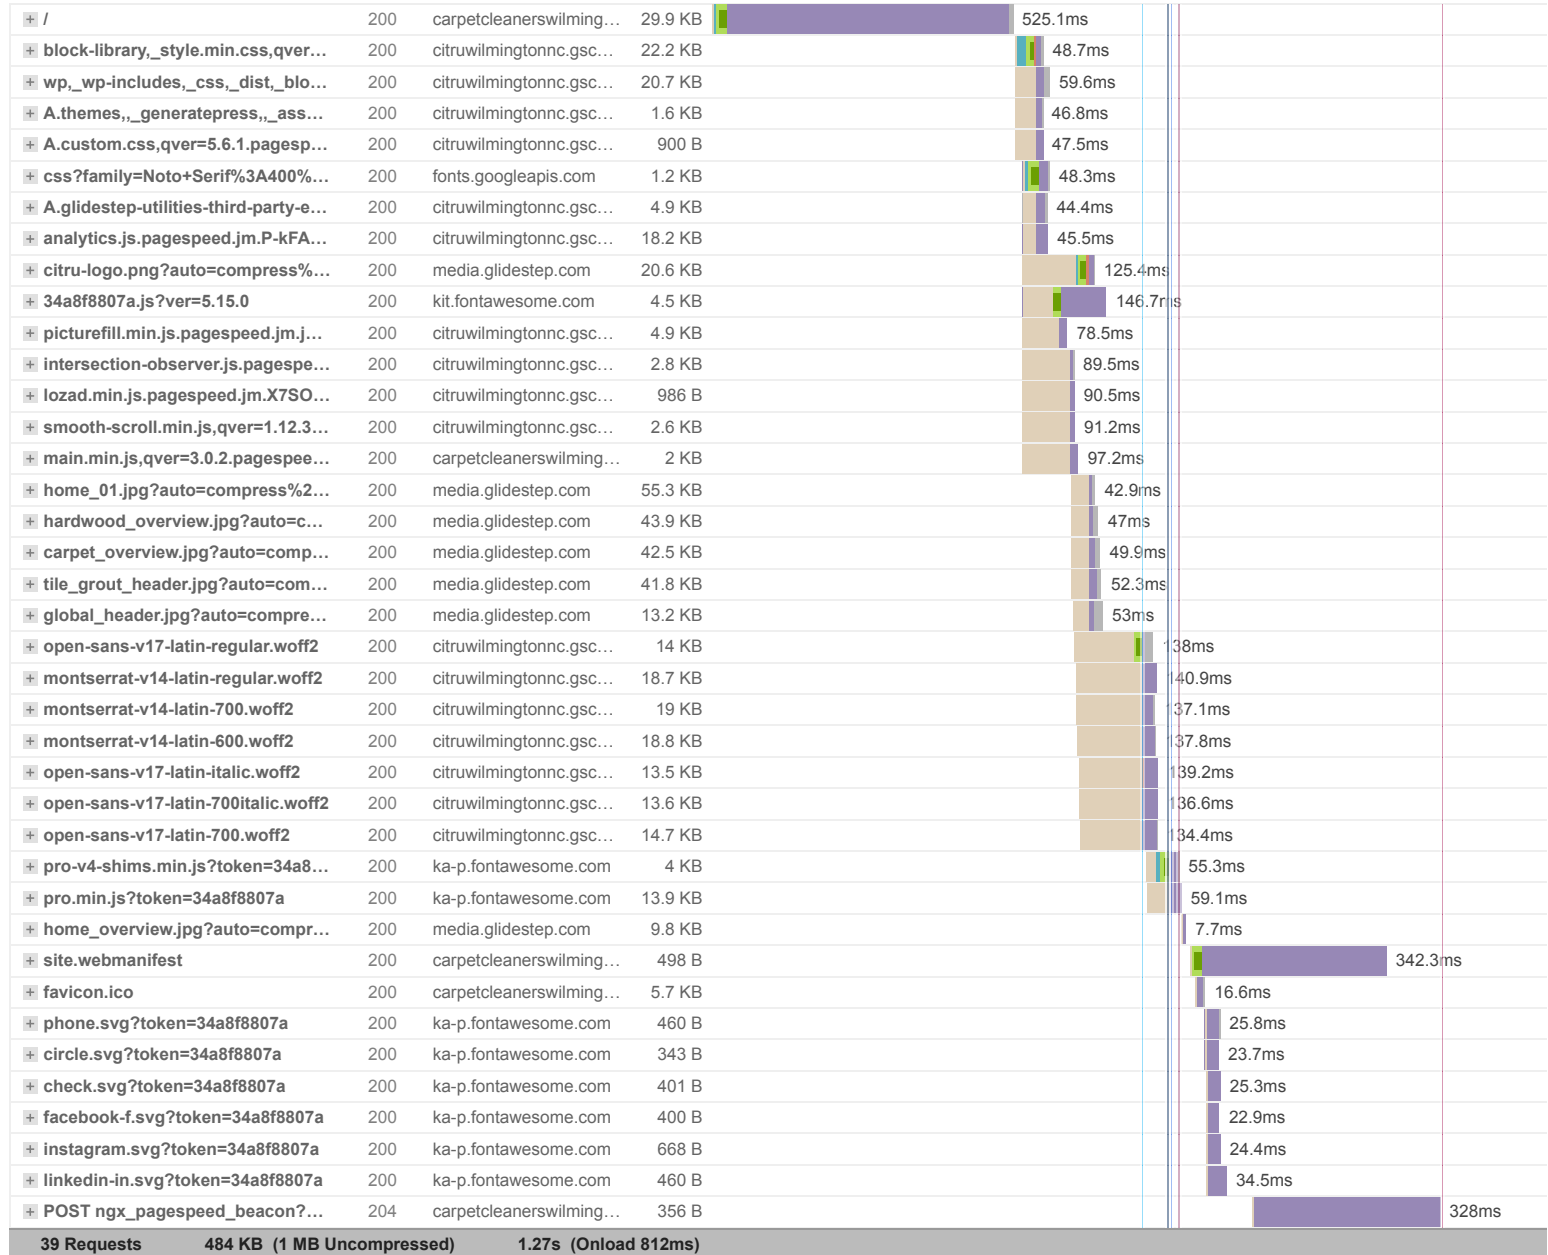 / 200 carpetcleanerswilming… 29.9 KB 525.1ms
block-library,_style.min.css,qver… 200 citruwilmingtonnc.gsc… 22.2 KB 48.7ms
wp,_wp-includes,_css,_dist,_blo… 200 citruwilmingtonnc.gsc… 20.7 KB 59.6ms
A.themes,,_generatepress,,_ass… 200 citruwilmingtonnc.gsc… 1.6 KB 46.8ms
A.custom.css,qver=5.6.1.pagesp… 200 citruwilmingtonnc.gsc… 900 B 47.5ms
css?family=Noto+Serif%3A400%… 200 fonts.googleapis.com 1.2 KB 48.3ms
A.glidestep-utilities-third-party-e… 200 citruwilmingtonnc.gsc… 4.9 KB 44.4ms
analytics.js.pagespeed.jm.P-kFA… 200 citruwilmingtonnc.gsc… 18.2 KB 45.5ms
citru-logo.png?auto=compress%… 200 media.glidestep.com 20.6 KB 125.4ms
34a8f8807a.js?ver=5.15.0 200 kit.fontawesome.com 4.5 KB 146.7ms
picturefill.min.js.pagespeed.jm.j… 200 citruwilmingtonnc.gsc… 4.9 KB 78.5ms
intersection-observer.js.pagespe… 200 citruwilmingtonnc.gsc… 2.8 KB 89.5ms
lozad.min.js.pagespeed.jm.X7SO… 200 citruwilmingtonnc.gsc… 986 B 90.5ms
smooth-scroll.min.js,qver=1.12.3… 200 citruwilmingtonnc.gsc… 2.6 KB 91.2ms
main.min.js,qver=3.0.2.pagespee… 200 carpetcleanerswilming… 2 KB 97.2ms
home_01.jpg?auto=compress%2… 200 media.glidestep.com 55.3 KB 42.9ms
hardwood_overview.jpg?auto=c… 200 media.glidestep.com 43.9 KB 47ms
carpet_overview.jpg?auto=comp… 200 media.glidestep.com 42.5 KB 49.9ms
tile_grout_header.jpg?auto=com… 200 media.glidestep.com 41.8 KB 52.3ms
global_header.jpg?auto=compre… 200 media.glidestep.com 13.2 KB 53ms
open-sans-v17-latin-regular.woff2 200 citruwilmingtonnc.gsc… 14 KB 138ms
montserrat-v14-latin-regular.woff2 200 citruwilmingtonnc.gsc… 18.7 KB 140.9ms
montserrat-v14-latin-700.woff2 200 citruwilmingtonnc.gsc… 19 KB 137.1ms
montserrat-v14-latin-600.woff2 200 citruwilmingtonnc.gsc… 18.8 KB 137.8ms
open-sans-v17-latin-italic.woff2 200 citruwilmingtonnc.gsc… 13.5 KB 139.2ms
open-sans-v17-latin-700italic.woff2 200 citruwilmingtonnc.gsc… 13.6 KB 136.6ms
open-sans-v17-latin-700.woff2 200 citruwilmingtonnc.gsc… 14.7 KB 134.4ms
pro-v4-shims.min.js?token=34a8… 200 ka-p.fontawesome.com 4 KB 55.3ms
pro.min.js?token=34a8f8807a 200 ka-p.fontawesome.com 13.9 KB 59.1ms
home_overview.jpg?auto=compr… 200 media.glidestep.com 9.8 KB 7.7ms
site.webmanifest 200 carpetcleanerswilming… 498 B 342.3ms
favicon.ico 200 carpetcleanerswilming… 5.7 KB 16.6ms
phone.svg?token=34a8f8807a 200 ka-p.fontawesome.com 460 B 25.8ms
circle.svg?token=34a8f8807a 200 ka-p.fontawesome.com 343 B 23.7ms
check.svg?token=34a8f8807a 200 ka-p.fontawesome.com 401 B 25.3ms
facebook-f.svg?token=34a8f8807a 200 ka-p.fontawesome.com 400 B 22.9ms
instagram.svg?token=34a8f8807a 200 ka-p.fontawesome.com 668 B 24.4ms
linkedin-in.svg?token=34a8f8807a 200 ka-p.fontawesome.com 460 B 34.5ms
POST ngx_pagespeed_beacon?… 204 carpetcleanerswilming… 356 B 328ms
39 Requests 484 KB (1 MB Uncompressed) 1.27s (Onload 812ms)